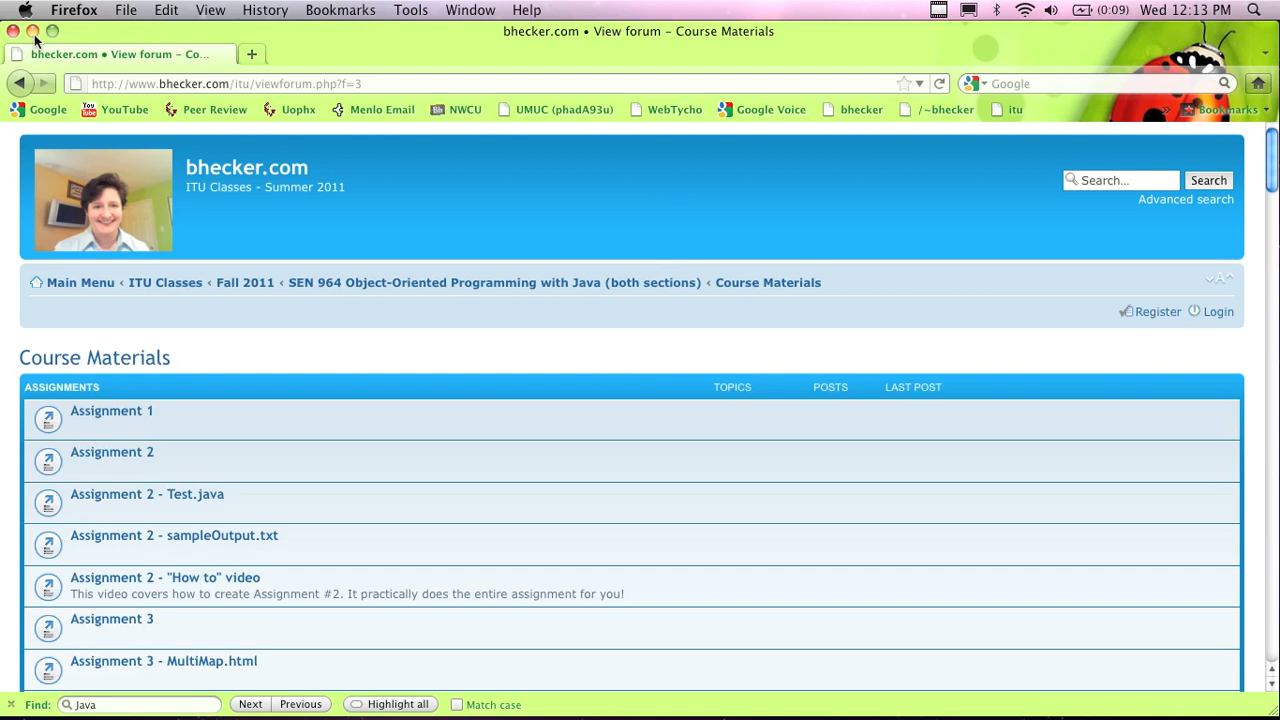 Firefox File Edit View History Bookmarks Tools Window Help (0:09) Wed 12:13 PM
bhecker.com • View forum – Course Materials
bhecker.com • View forum – Co... +
http://www.bhecker.com/itu/viewforum.php?f=3 Google
Google YouTube Peer Review Uophx Menlo Email NWCU UMUC (phadA93u) WebTycho Google Voice bhecker /~bhecker itu » Bookmarks
bhecker.com
ITU Classes - Summer 2011
Search... Search
Advanced search
Main Menu ‹ ITU Classes ‹ Fall 2011 ‹ SEN 964 Object-Oriented Programming with Java (both sections) ‹ Course Materials
Register Login
Course Materials
ASSIGNMENTS TOPICS POSTS LAST POST
Assignment 1
Assignment 2
Assignment 2 - Test.java
Assignment 2 - sampleOutput.txt
Assignment 2 - "How to" video
This video covers how to create Assignment #2. It practically does the entire assignment for you!
Assignment 3
Assignment 3 - MultiMap.html
Find: Java Next Previous Highlight all Match case